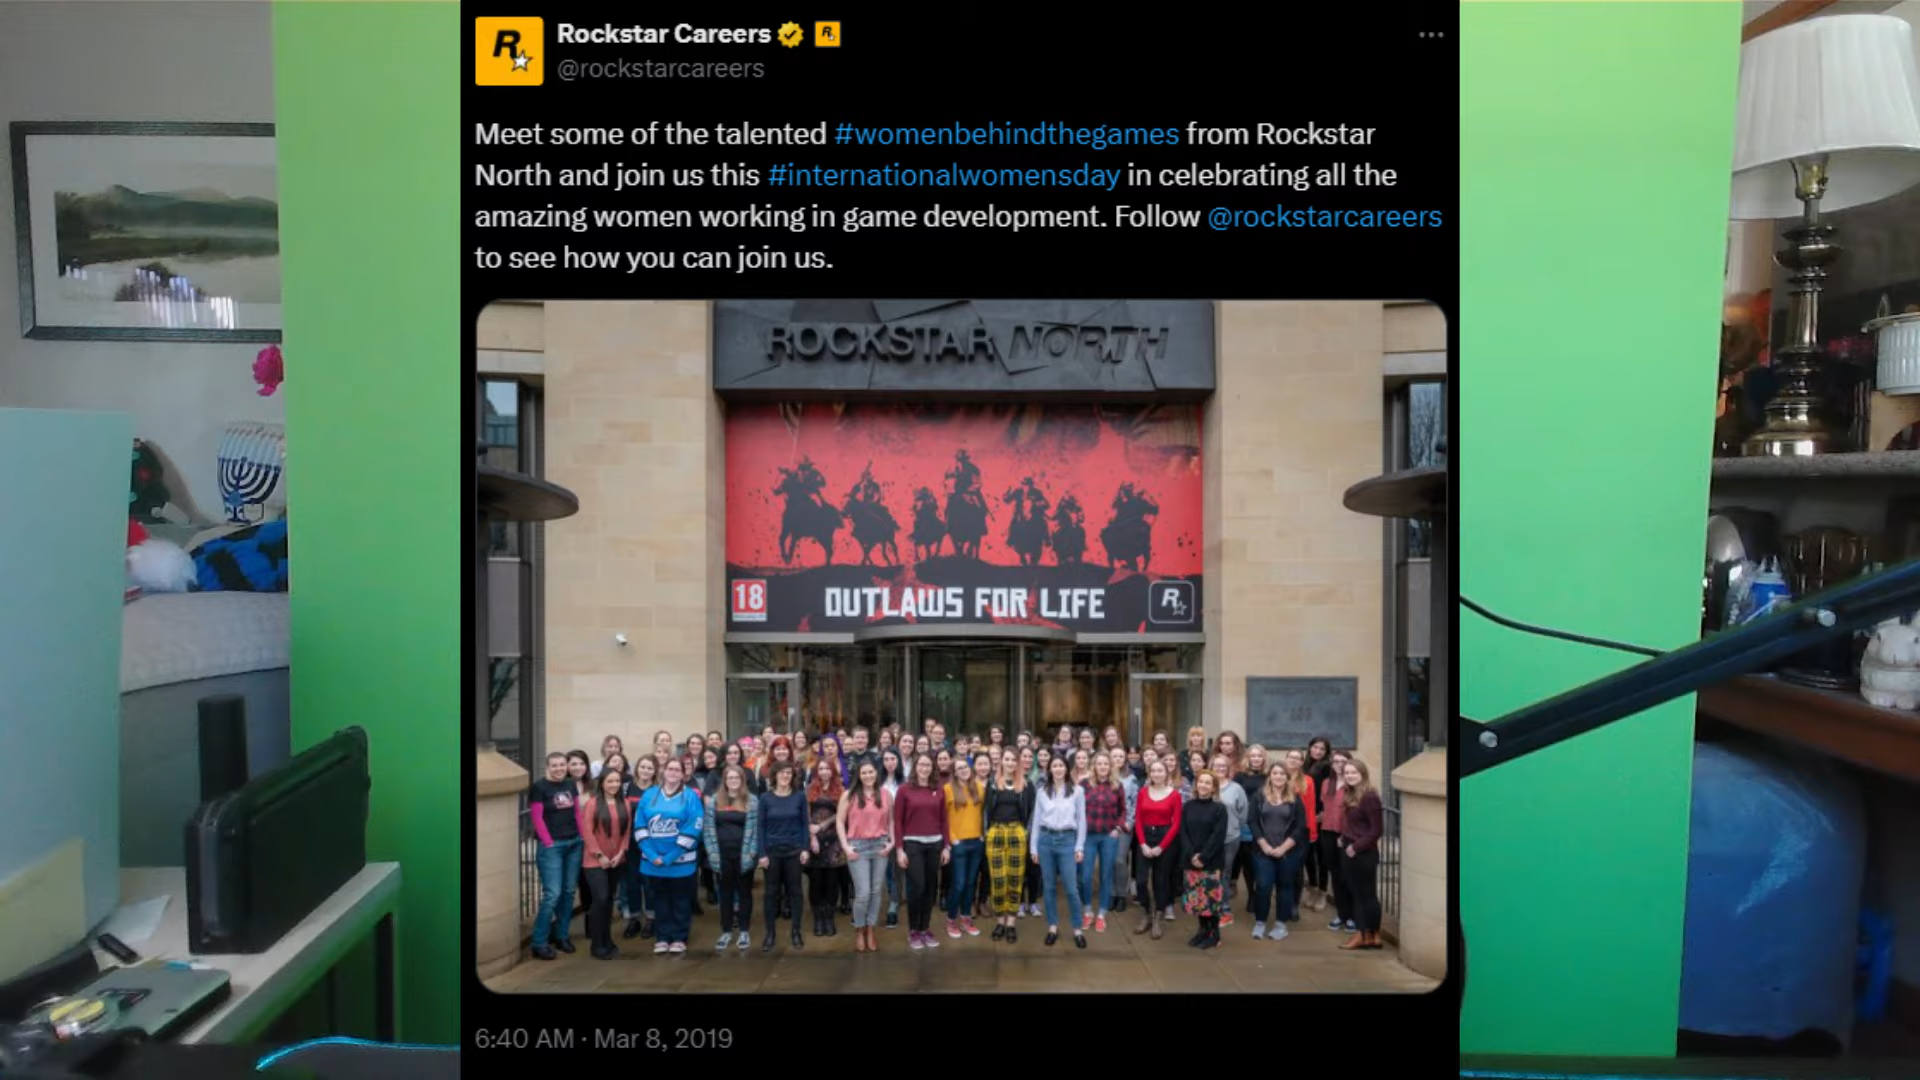 Rockstar Careers
@rockstarcareers
Meet some of the talented #womenbehindthegames from Rockstar
North and join us this #internationalwomensday in celebrating all the
amazing women working in game development. Follow @rockstarcareers
to see how you can join us.
ROCKSTAR NORTH
18
OUTLAWS FOR LIFE
R
Jets
6:40 AM · Mar 8, 2019